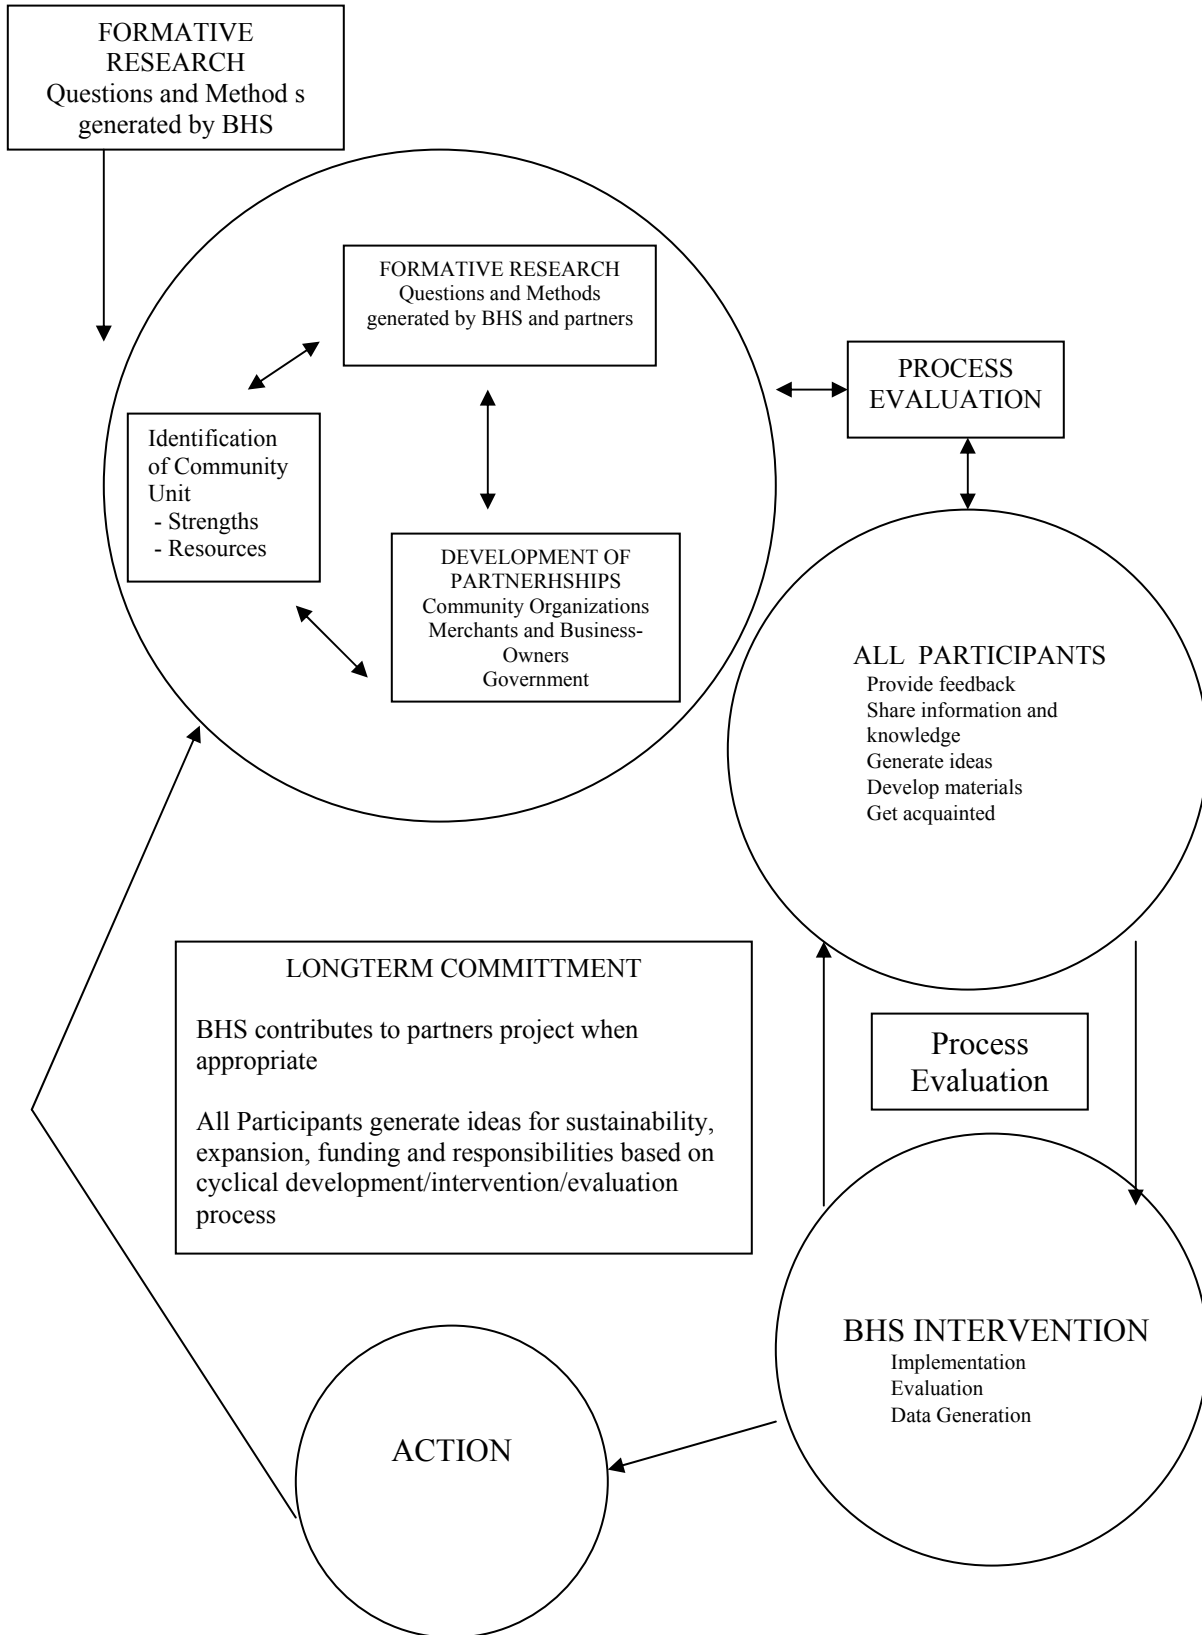 FORMATIVE
RESEARCH
Questions and Method s
generated by BHS
FORMATIVE RESEARCH
Questions and Methods
generated by BHS and partners
PROCESS
EVALUATION
Identification
of Community
Unit
- Strengths
- Resources
DEVELOPMENT OF
PARTNERHSHIPS
Community Organizations
Merchants and Business-
Owners
Government
ALL PARTICIPANTS
Provide feedback
Share information and
knowledge
Generate ideas
Develop materials
Get acquainted
LONGTERM COMMITTMENT
BHS contributes to partners project when
appropriate
All Participants generate ideas for sustainability,
expansion, funding and responsibilities based on
cyclical development/intervention/evaluation
process
Process
Evaluation
BHS INTERVENTION
Implementation
Evaluation
Data Generation
ACTION